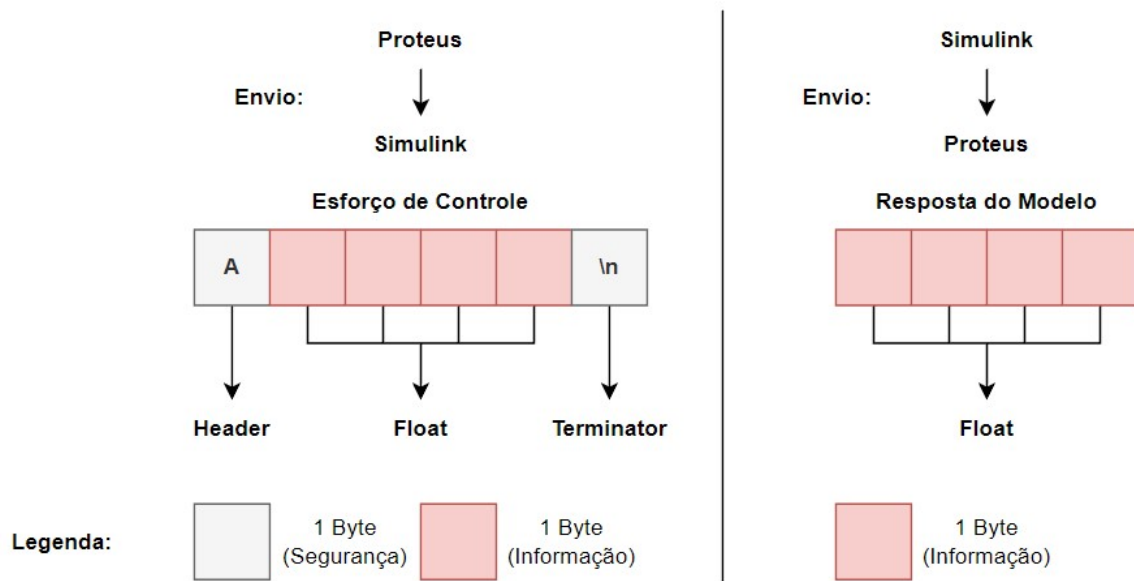 Proteus
Envio:
Simulink
Esforço de Controle
A
\n
Header
Float
Terminator
Simulink
Envio:
Proteus
Resposta do Modelo
Float
Legenda:
1 Byte
(Segurança)
1 Byte
(Informação)
1 Byte
(Informação)